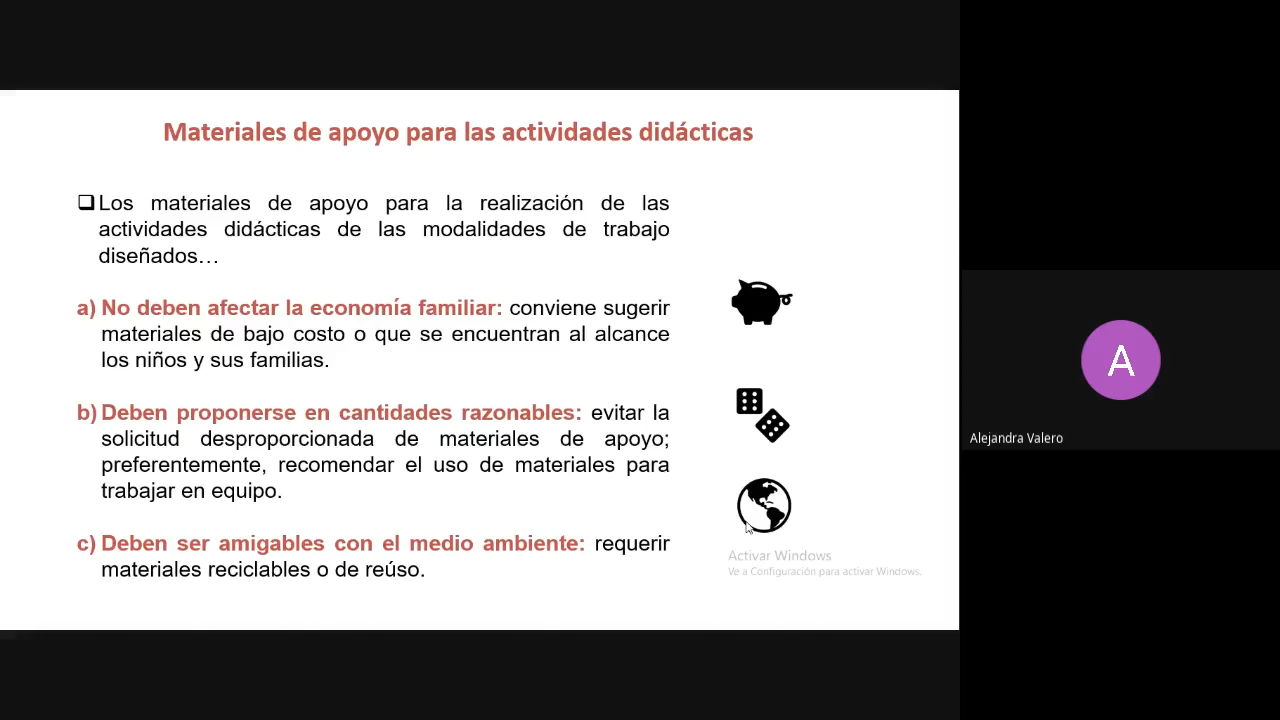 Materiales de apoyo para las actividades didácticas
❑Los materiales de apoyo para la realización de las
actividades didácticas de las modalidades de trabajo
diseñados…
a) No deben afectar la economía familiar: conviene sugerir
materiales de bajo costo o que se encuentran al alcance
los niños y sus familias.
b) Deben proponerse en cantidades razonables: evitar la
solicitud desproporcionada de materiales de apoyo;
preferentemente, recomendar el uso de materiales para
trabajar en equipo.
c) Deben ser amigables con el medio ambiente: requerir
materiales reciclables o de reúso.
Activar Windows
Ve a Configuración para activar Windows.
A
Alejandra Valero